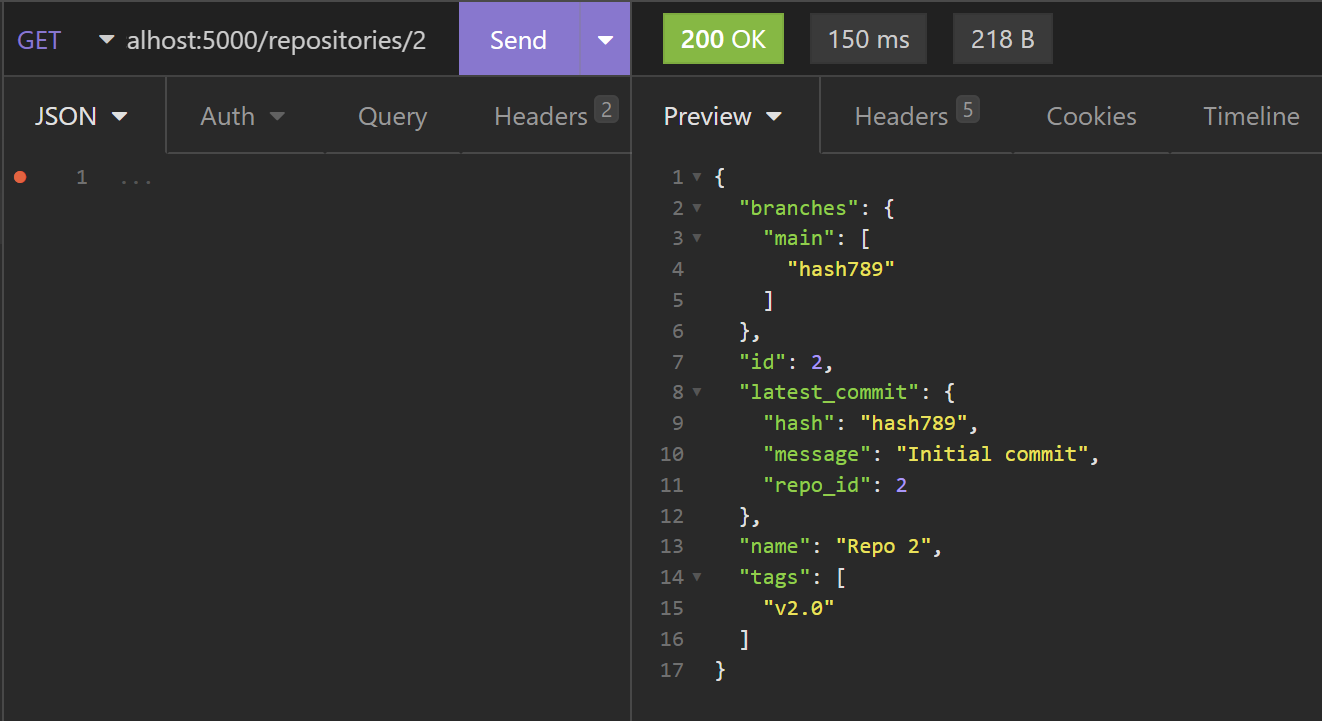 GET alhost:5000/repositories/2 Send 200 OK 150 ms 218 B
JSON Auth Query Headers 2 Preview Headers 5 Cookies Timeline
1 ...
1 {
2 "branches": {
3 "main": [
4 "hash789"
5 ]
6 },
7 "id": 2,
8 "latest_commit": {
9 "hash": "hash789",
10 "message": "Initial commit",
11 "repo_id": 2
12 },
13 "name": "Repo 2",
14 "tags": [
15 "v2.0"
16 ]
17 }